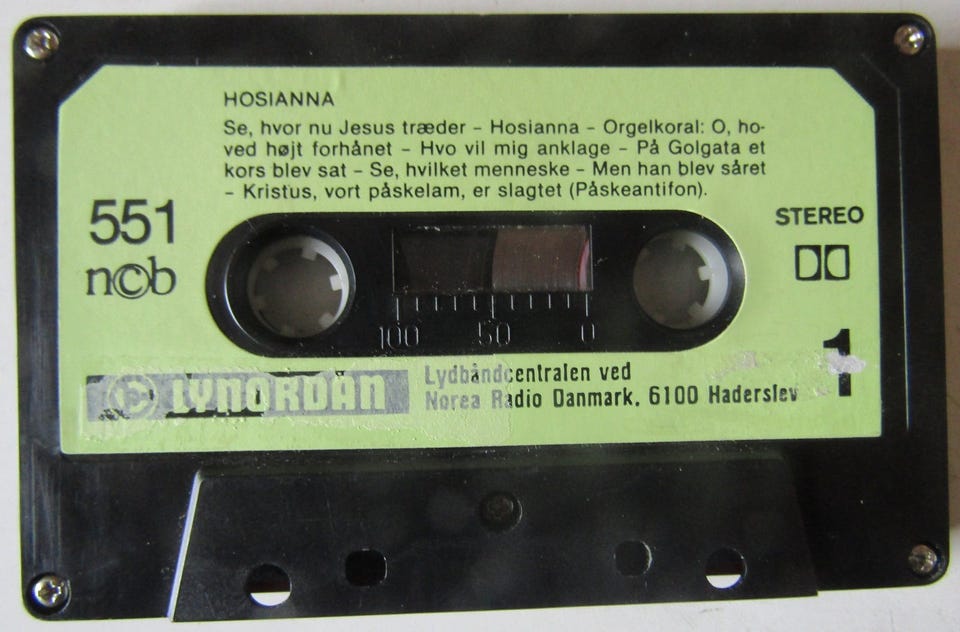 HOSIANNA
Se, hvor nu Jesus træder – Hosianna – Orgelkoral: O, ho-
ved højt forhånet – Hvo vil mig anklage – På Golgata et
kors blev sat – Se, hvilket menneske – Men han blev såret
– Kristus, vort påskelam, er slagtet (Påskeantifon).
551
n©b
STEREO
100 50 0
1
LYNORDAN
Lydbåndcentralen ved
Norea Radio Danmark. 6100 Haderslev